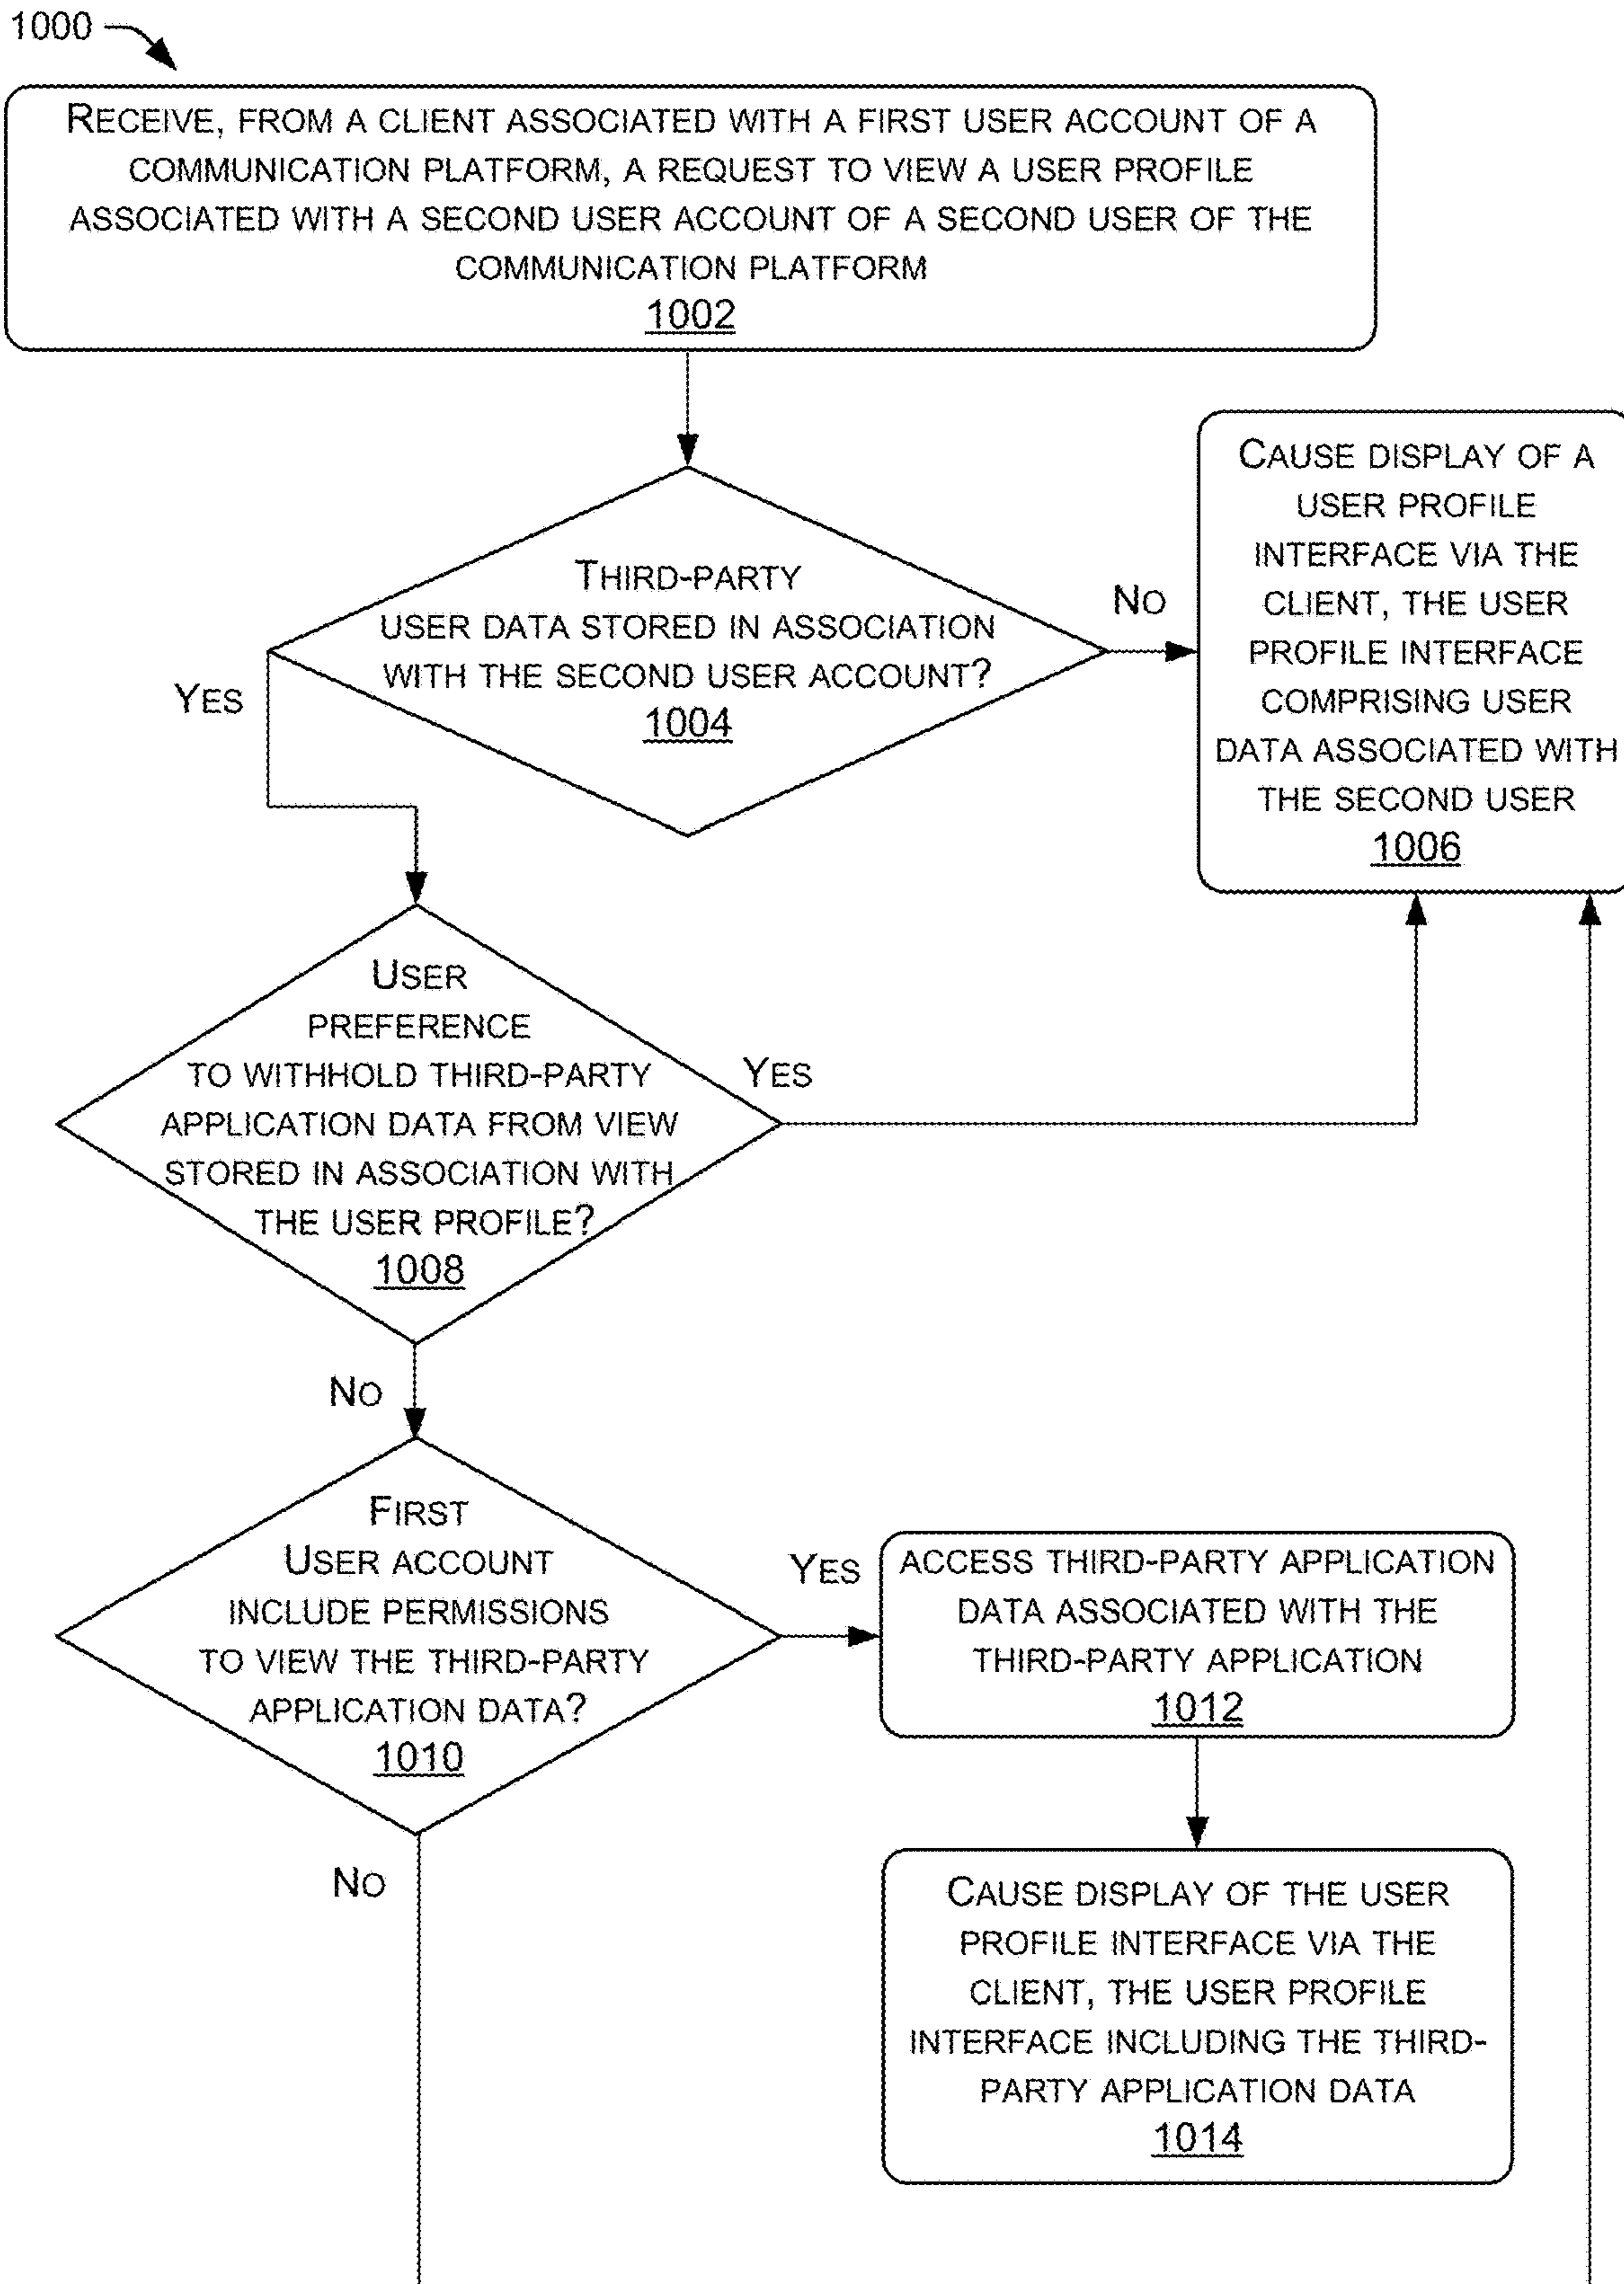 1000
RECEIVE, FROM A CLIENT ASSOCIATED WITH A FIRST USER ACCOUNT OF A
COMMUNICATION PLATFORM, A REQUEST TO VIEW A USER PROFILE
ASSOCIATED WITH A SECOND USER ACCOUNT OF A SECOND USER OF THE
COMMUNICATION PLATFORM
1002
THIRD-PARTY
USER DATA STORED IN ASSOCIATION
WITH THE SECOND USER ACCOUNT?
1004
NO
YES
CAUSE DISPLAY OF A
USER PROFILE
INTERFACE VIA THE
CLIENT, THE USER
PROFILE INTERFACE
COMPRISING USER
DATA ASSOCIATED WITH
THE SECOND USER
1006
USER
PREFERENCE
TO WITHHOLD THIRD-PARTY
APPLICATION DATA FROM VIEW
STORED IN ASSOCIATION WITH
THE USER PROFILE?
1008
YES
NO
FIRST
USER ACCOUNT
INCLUDE PERMISSIONS
TO VIEW THE THIRD-PARTY
APPLICATION DATA?
1010
YES
NO
ACCESS THIRD-PARTY APPLICATION
DATA ASSOCIATED WITH THE
THIRD-PARTY APPLICATION
1012
CAUSE DISPLAY OF THE USER
PROFILE INTERFACE VIA THE
CLIENT, THE USER PROFILE
INTERFACE INCLUDING THE THIRD-
PARTY APPLICATION DATA
1014